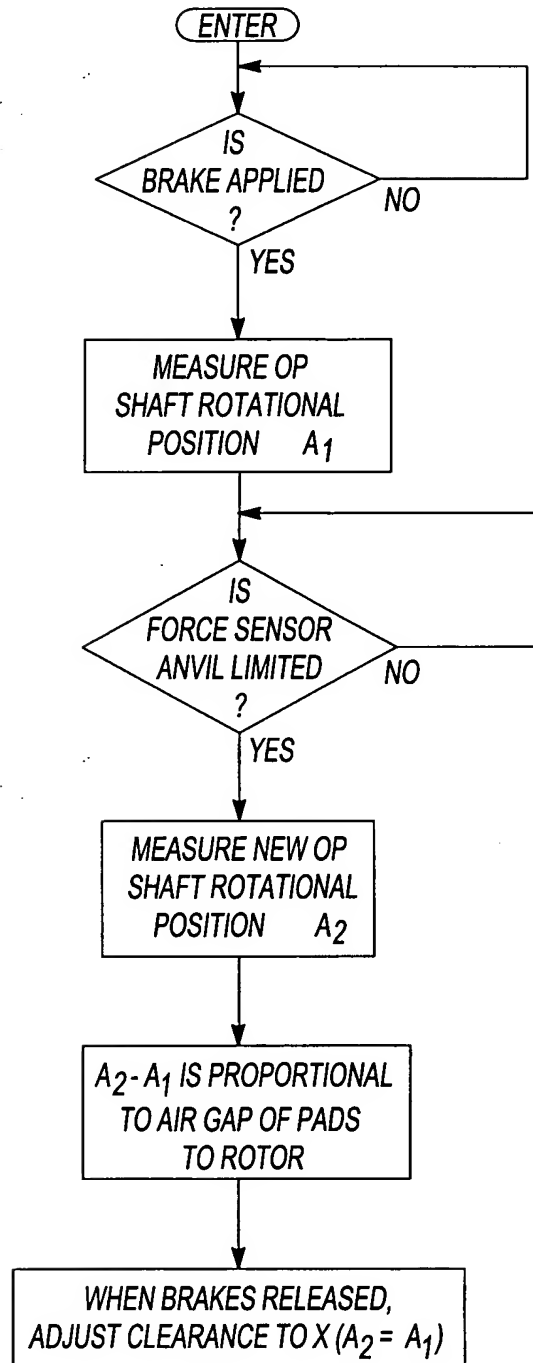 ENTER
IS
BRAKE APPLIED
?
NO
YES
MEASURE OP
SHAFT ROTATIONAL
POSITION A1
IS
FORCE SENSOR
ANVIL LIMITED
?
NO
YES
MEASURE NEW OP
SHAFT ROTATIONAL
POSITION A2
A2-A1 IS PROPORTIONAL
TO AIR GAP OF PADS
TO ROTOR
WHEN BRAKES RELEASED,
ADJUST CLEARANCE TO X (A2 = A1)